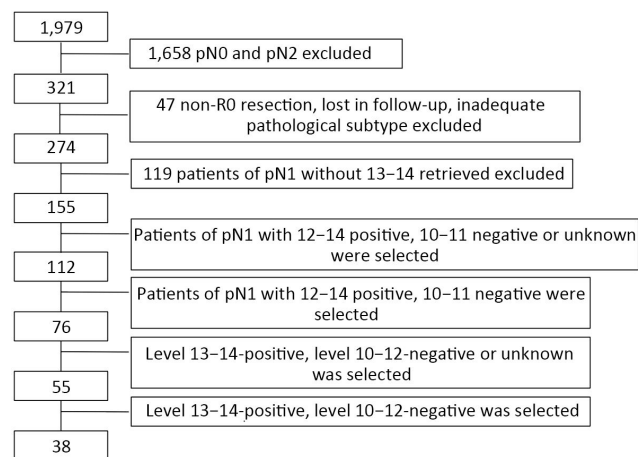 1,979
1,658 pN0 and pN2 excluded
321
47 non-R0 resection, lost in follow-up, inadequate
pathological subtype excluded
274
119 patients of pN1 without 13−14 retrieved excluded
155
Patients of pN1 with 12−14 positive, 10−11 negative or unknown
were selected
112
Patients of pN1 with 12−14 positive, 10−11 negative were
selected
76
Level 13−14-positive, level 10−12-negative or unknown
was selected
55
Level 13−14-positive, level 10−12-negative was selected
38